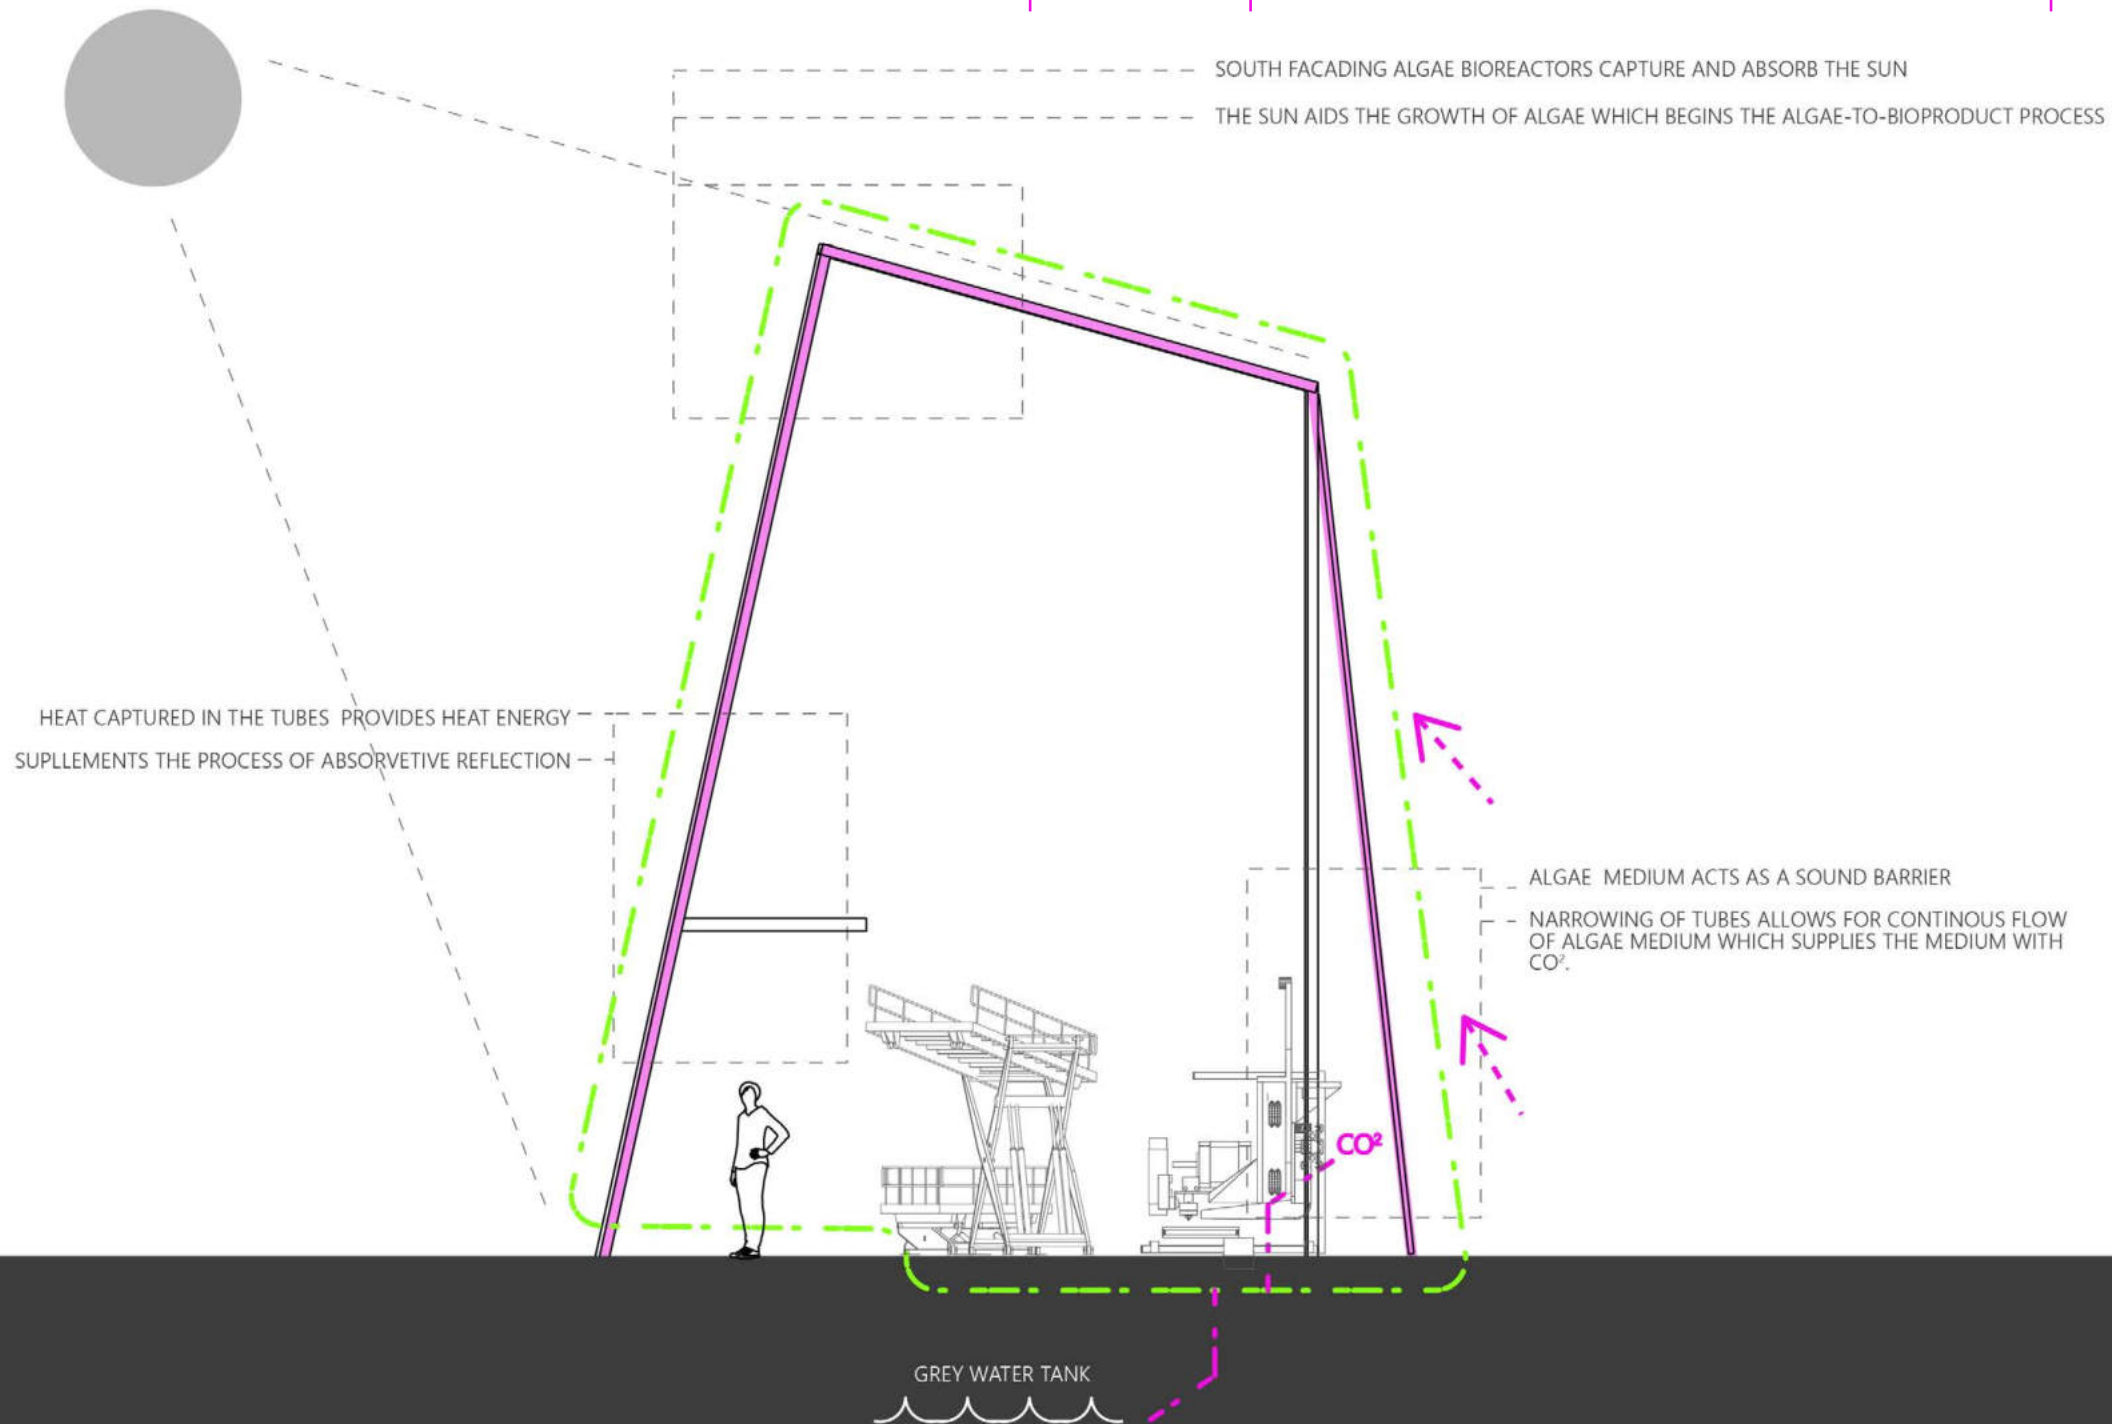 SOUTH FACADING ALGAE BIOREACTORS CAPTURE AND ABSORB THE SUN
THE SUN AIDS THE GROWTH OF ALGAE WHICH BEGINS THE ALGAE-TO-BIOPRODUCT PROCESS
HEAT CAPTURED IN THE TUBES PROVIDES HEAT ENERGY
SUPLLEMENTS THE PROCESS OF ABSORVETIVE REFLECTION
ALGAE MEDIUM ACTS AS A SOUND BARRIER
NARROWING OF TUBES ALLOWS FOR CONTINOUS FLOW
OF ALGAE MEDIUM WHICH SUPPLIES THE MEDIUM WITH
CO².
CO²
GREY WATER TANK